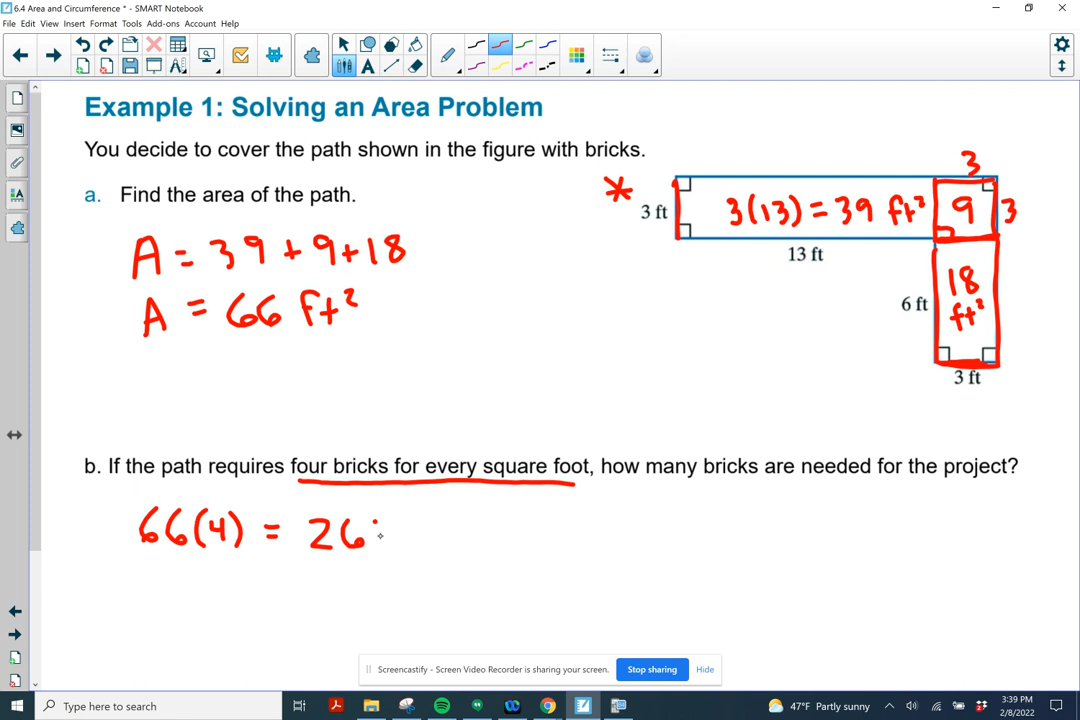 6.4 Area and Circumference * - SMART Notebook
File Edit View Insert Format Tools Add-ons Account Help
Example 1: Solving an Area Problem
You decide to cover the path shown in the figure with bricks.
a. Find the area of the path.
3
* 3 ft 3(13) = 39 ft² 9 3
13 ft
A = 39 + 9 + 18
A = 66 ft²
6 ft 18 ft²
3 ft
b. If the path requires four bricks for every square foot, how many bricks are needed for the project?
66(4) = 26
Screencastify - Screen Video Recorder is sharing your screen. Stop sharing Hide
Type here to search
47°F Partly sunny
3:39 PM
2/8/2022